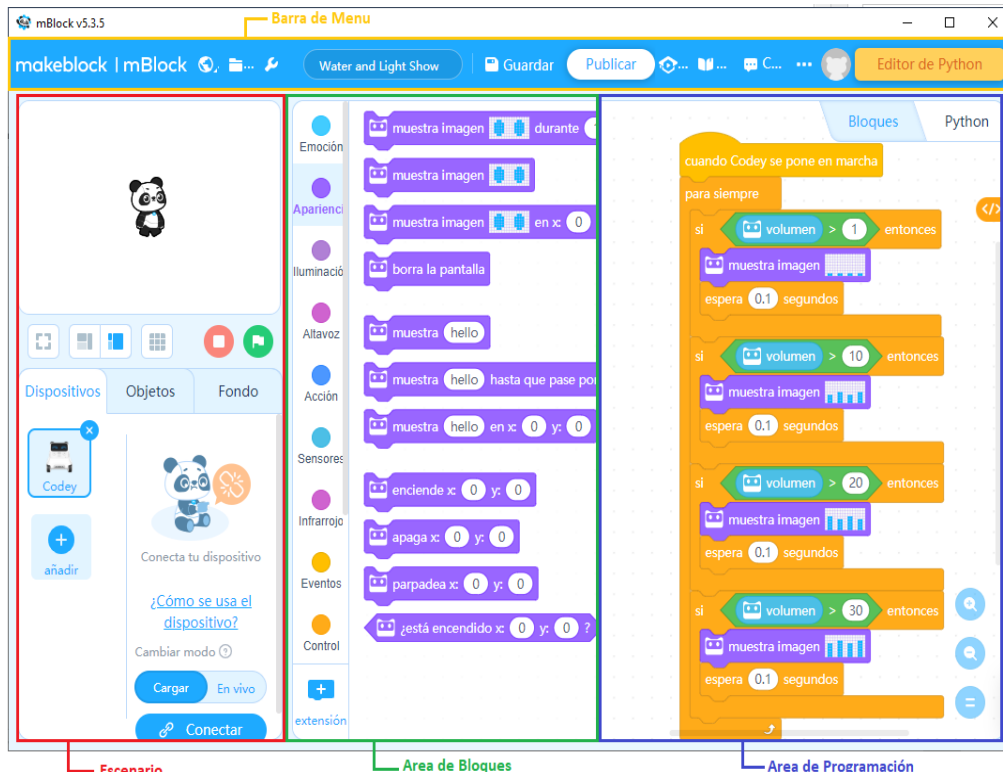 mBlock v5.3.5
Barra de Menu
makeblock | mBlock
Water and Light Show
Guardar
Publicar
C...
Editor de Python
Emoción
Aparienci
Iluminació
Altavoz
Acción
Sensores
Infrarrojo
Eventos
Control
extensión
muestra imagen durante
muestra imagen
muestra imagen en x: 0
borra la pantalla
muestra hello
muestra hello hasta que pase por
muestra hello en x: 0 y: 0
enciende x: 0 y: 0
apaga x: 0 y: 0
parpadea x: 0 y: 0
¿está encendido x: 0 y: 0 ?
Bloques
Python
cuando Codey se pone en marcha
para siempre
si volumen > 1 entonces
muestra imagen
espera 0.1 segundos
si volumen > 10 entonces
muestra imagen
espera 0.1 segundos
si volumen > 20 entonces
muestra imagen
espera 0.1 segundos
si volumen > 30 entonces
muestra imagen
espera 0.1 segundos
Dispositivos
Objetos
Fondo
Codey
añadir
Conecta tu dispositivo
¿Cómo se usa el
dispositivo?
Cambiar modo ?
Cargar
En vivo
Conectar
Escenario
Area de Bloques
Area de Programación